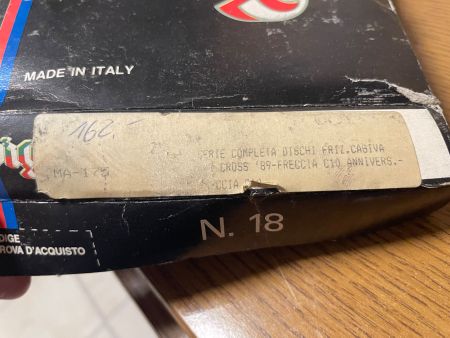 MADE IN ITALY
162.-
ERIE COMPLETA DISCHI FRIZ.CAGIVA
CROSS '89-FRECCIA C10 ANNIVERS.-
MA-175
CCIA
N. 18
DIGE
ROVA D'ACQUISTO